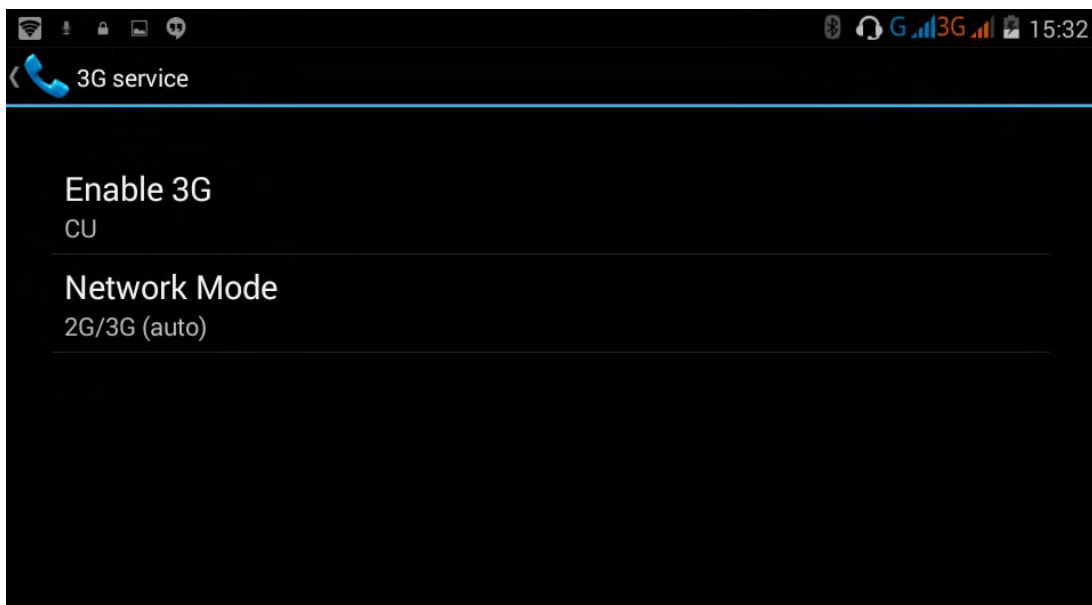 G 3G 15:32
3G service
Enable 3G
CU
Network Mode
2G/3G (auto)